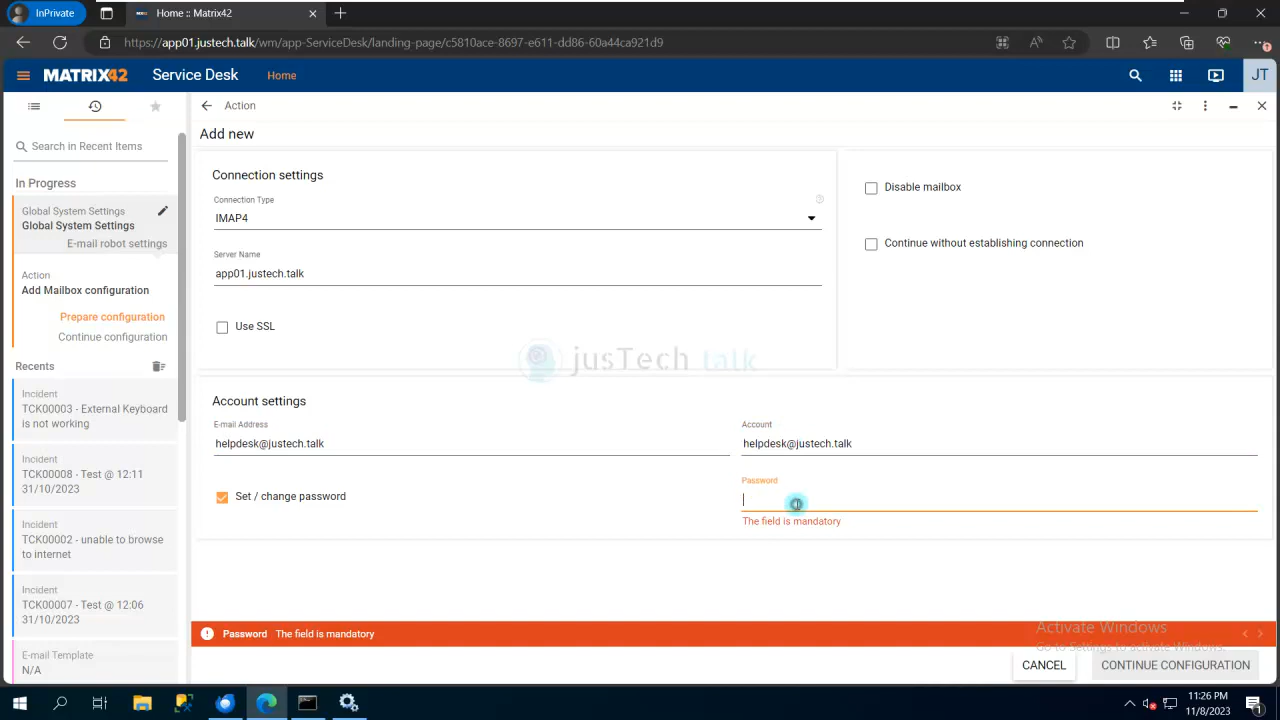 InPrivate
Home :: Matrix42
https://app01.justech.talk/wm/app-ServiceDesk/landing-page/c5810ace-8697-e611-dd86-60a44ca921d9
MATRIX42
Service Desk
Home
JT
Action
Add new
Search in Recent Items
In Progress
Global System Settings
Global System Settings
E-mail robot settings
Action
Add Mailbox configuration
Prepare configuration
Continue configuration
Recents
Incident
TCK00003 - External Keyboard
is not working
Incident
TCK00008 - Test @ 12:11
31/10/2023
Incident
TCK00002 - unable to browse
to internet
Incident
TCK00007 - Test @ 12:06
31/10/2023
E-mail Template
N/A
Connection settings
Connection Type
IMAP4
Server Name
app01.justech.talk
Use SSL
Disable mailbox
Continue without establishing connection
jusTech talk
Account settings
E-mail Address
helpdesk@justech.talk
Account
helpdesk@justech.talk
Set / change password
Password
The field is mandatory
Password The field is mandatory
Activate Windows
Go to Settings to activate Windows.
CANCEL
CONTINUE CONFIGURATION
11:26 PM
11/8/2023
1